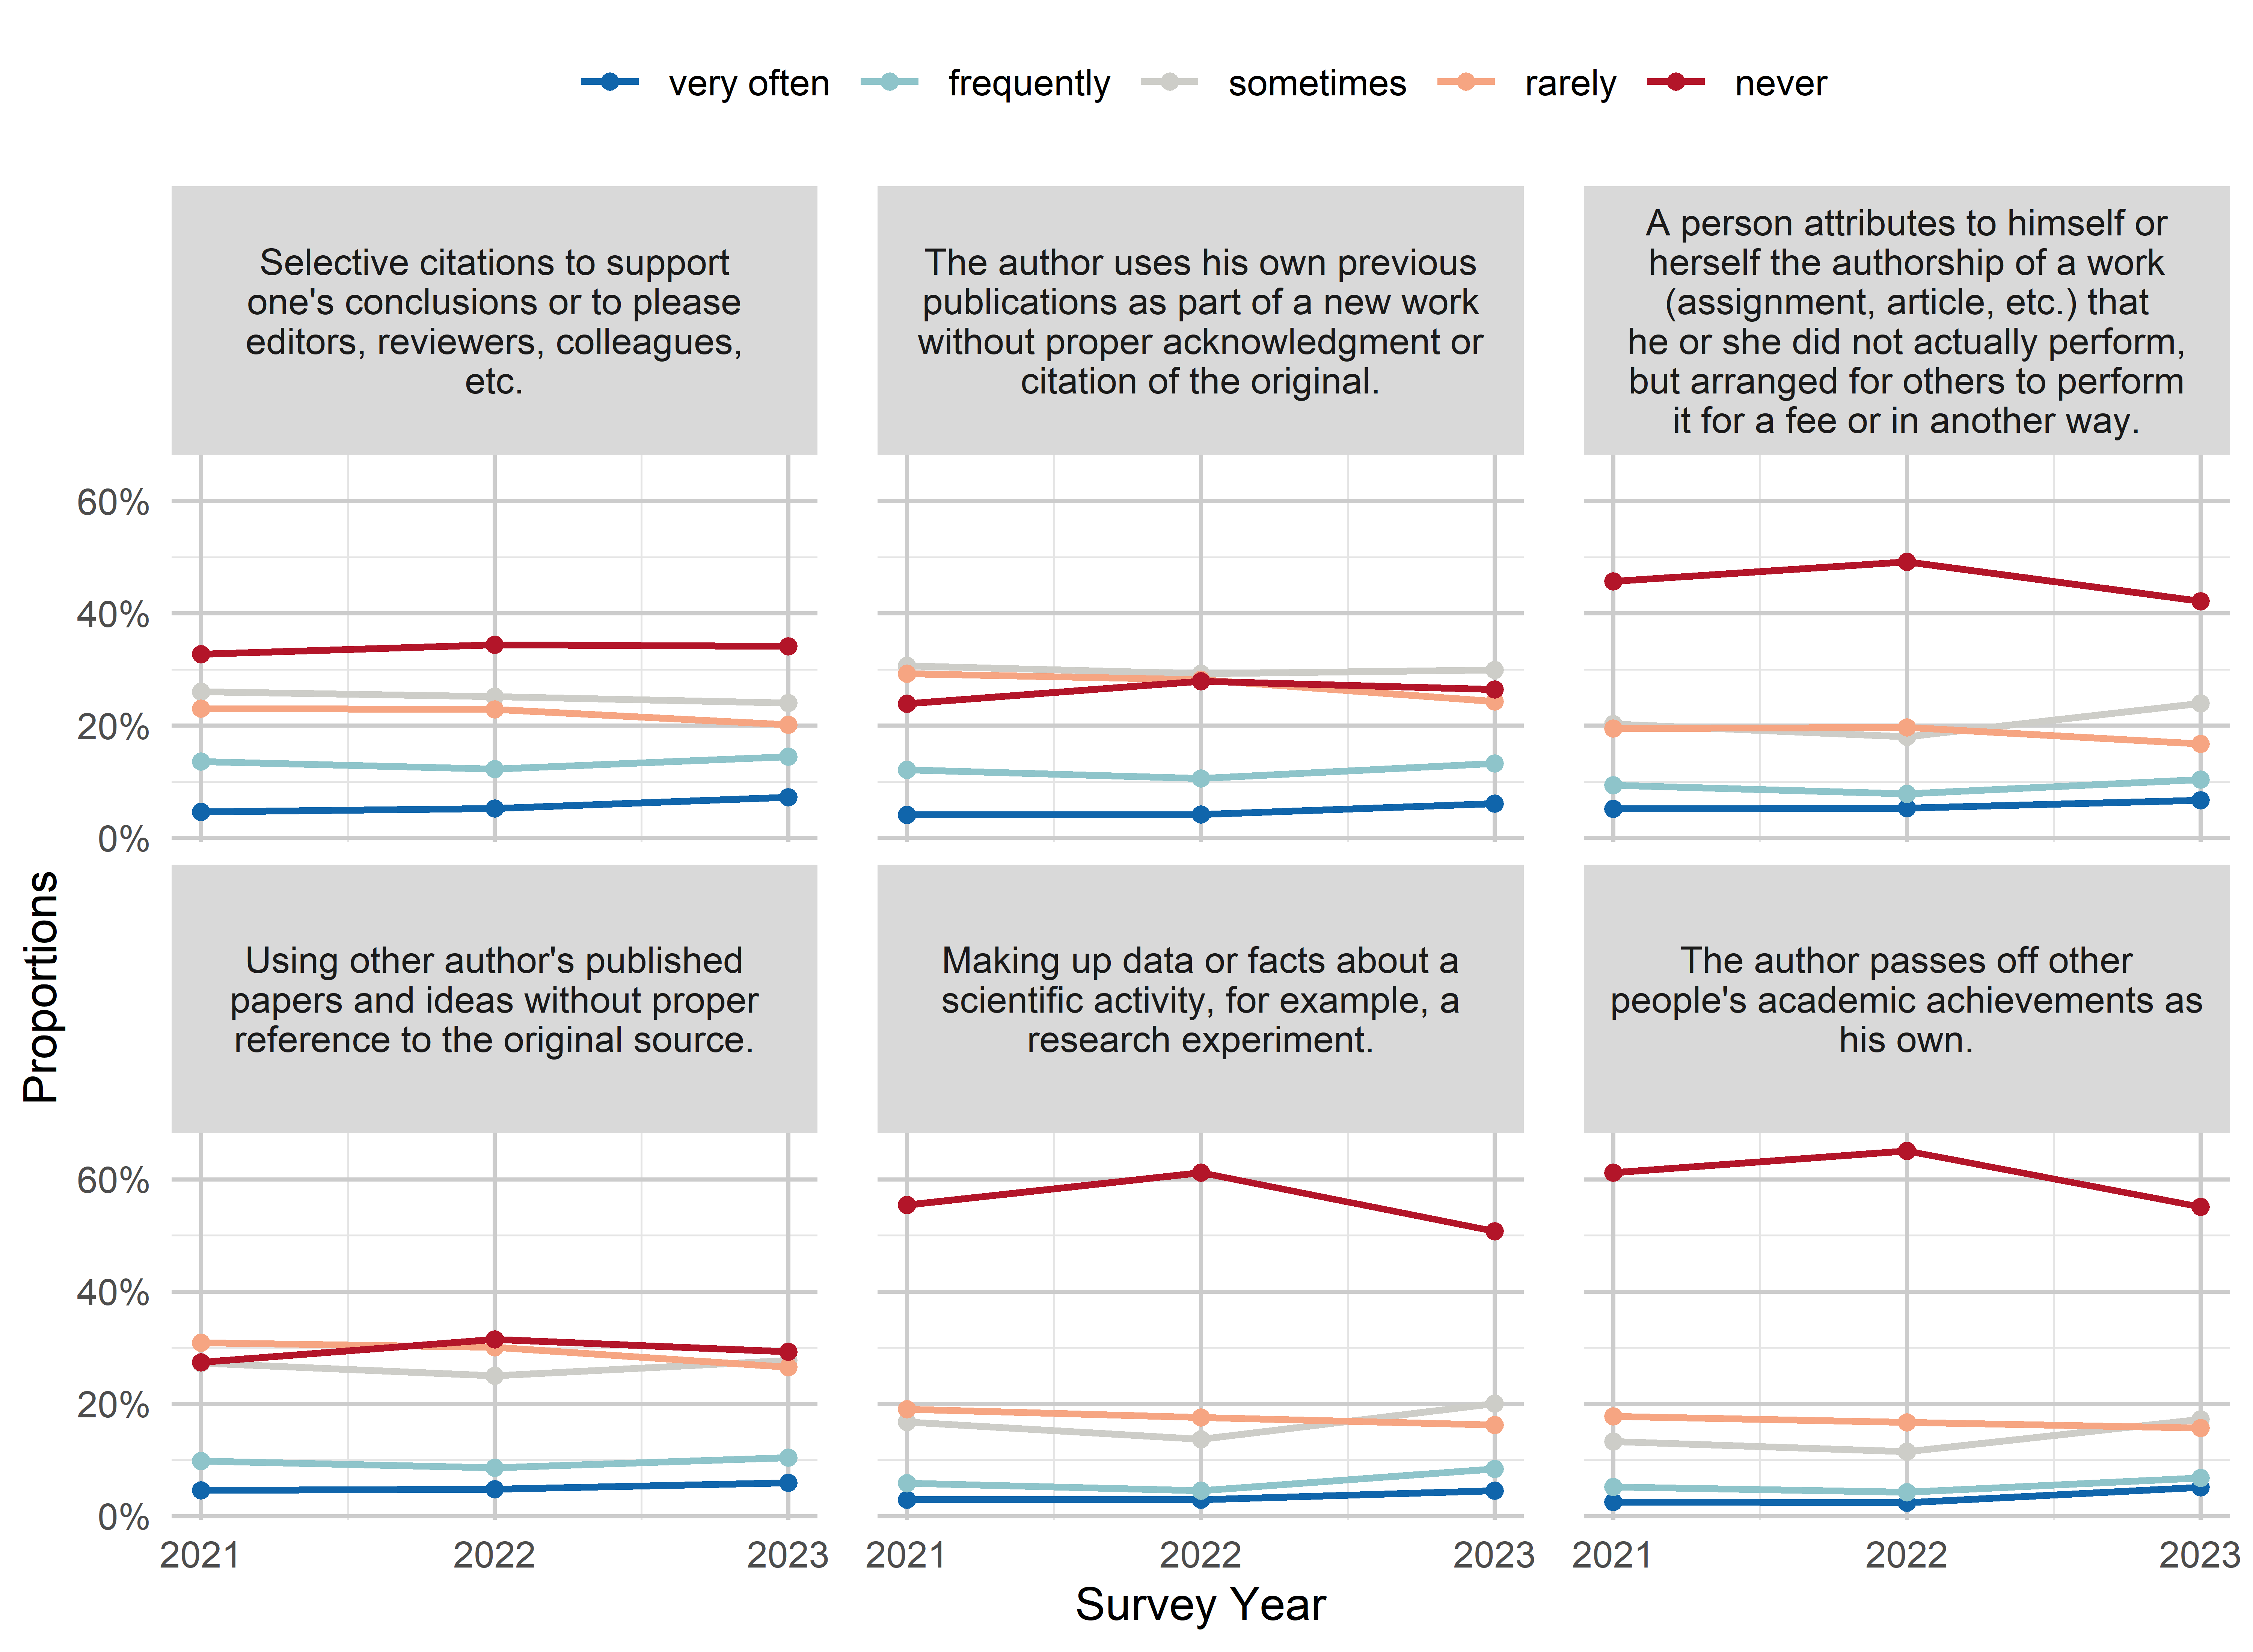 very often frequently sometimes rarely never
Selective citations to support
one's conclusions or to please
editors, reviewers, colleagues,
etc.
The author uses his own previous
publications as part of a new work
without proper acknowledgment or
citation of the original.
A person attributes to himself or
herself the authorship of a work
(assignment, article, etc.) that
he or she did not actually perform,
but arranged for others to perform
it for a fee or in another way.
60%
40%
20%
0%
Proportions
Using other author's published
papers and ideas without proper
reference to the original source.
Making up data or facts about a
scientific activity, for example, a
research experiment.
The author passes off other
people's academic achievements as
his own.
60%
40%
20%
0%
2021 2022 2023 2021 2022 2023 2021 2022 2023
Survey Year